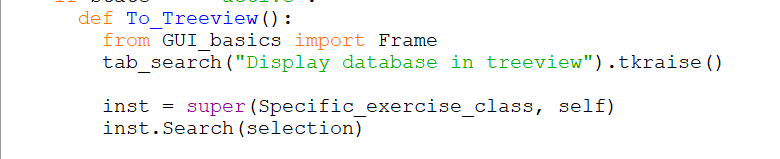 def To_Treeview():
from GUI_basics import Frame
tab_search("Display database in treeview").tkraise()
inst = super(Specific_exercise_class, self)
inst.Search(selection)